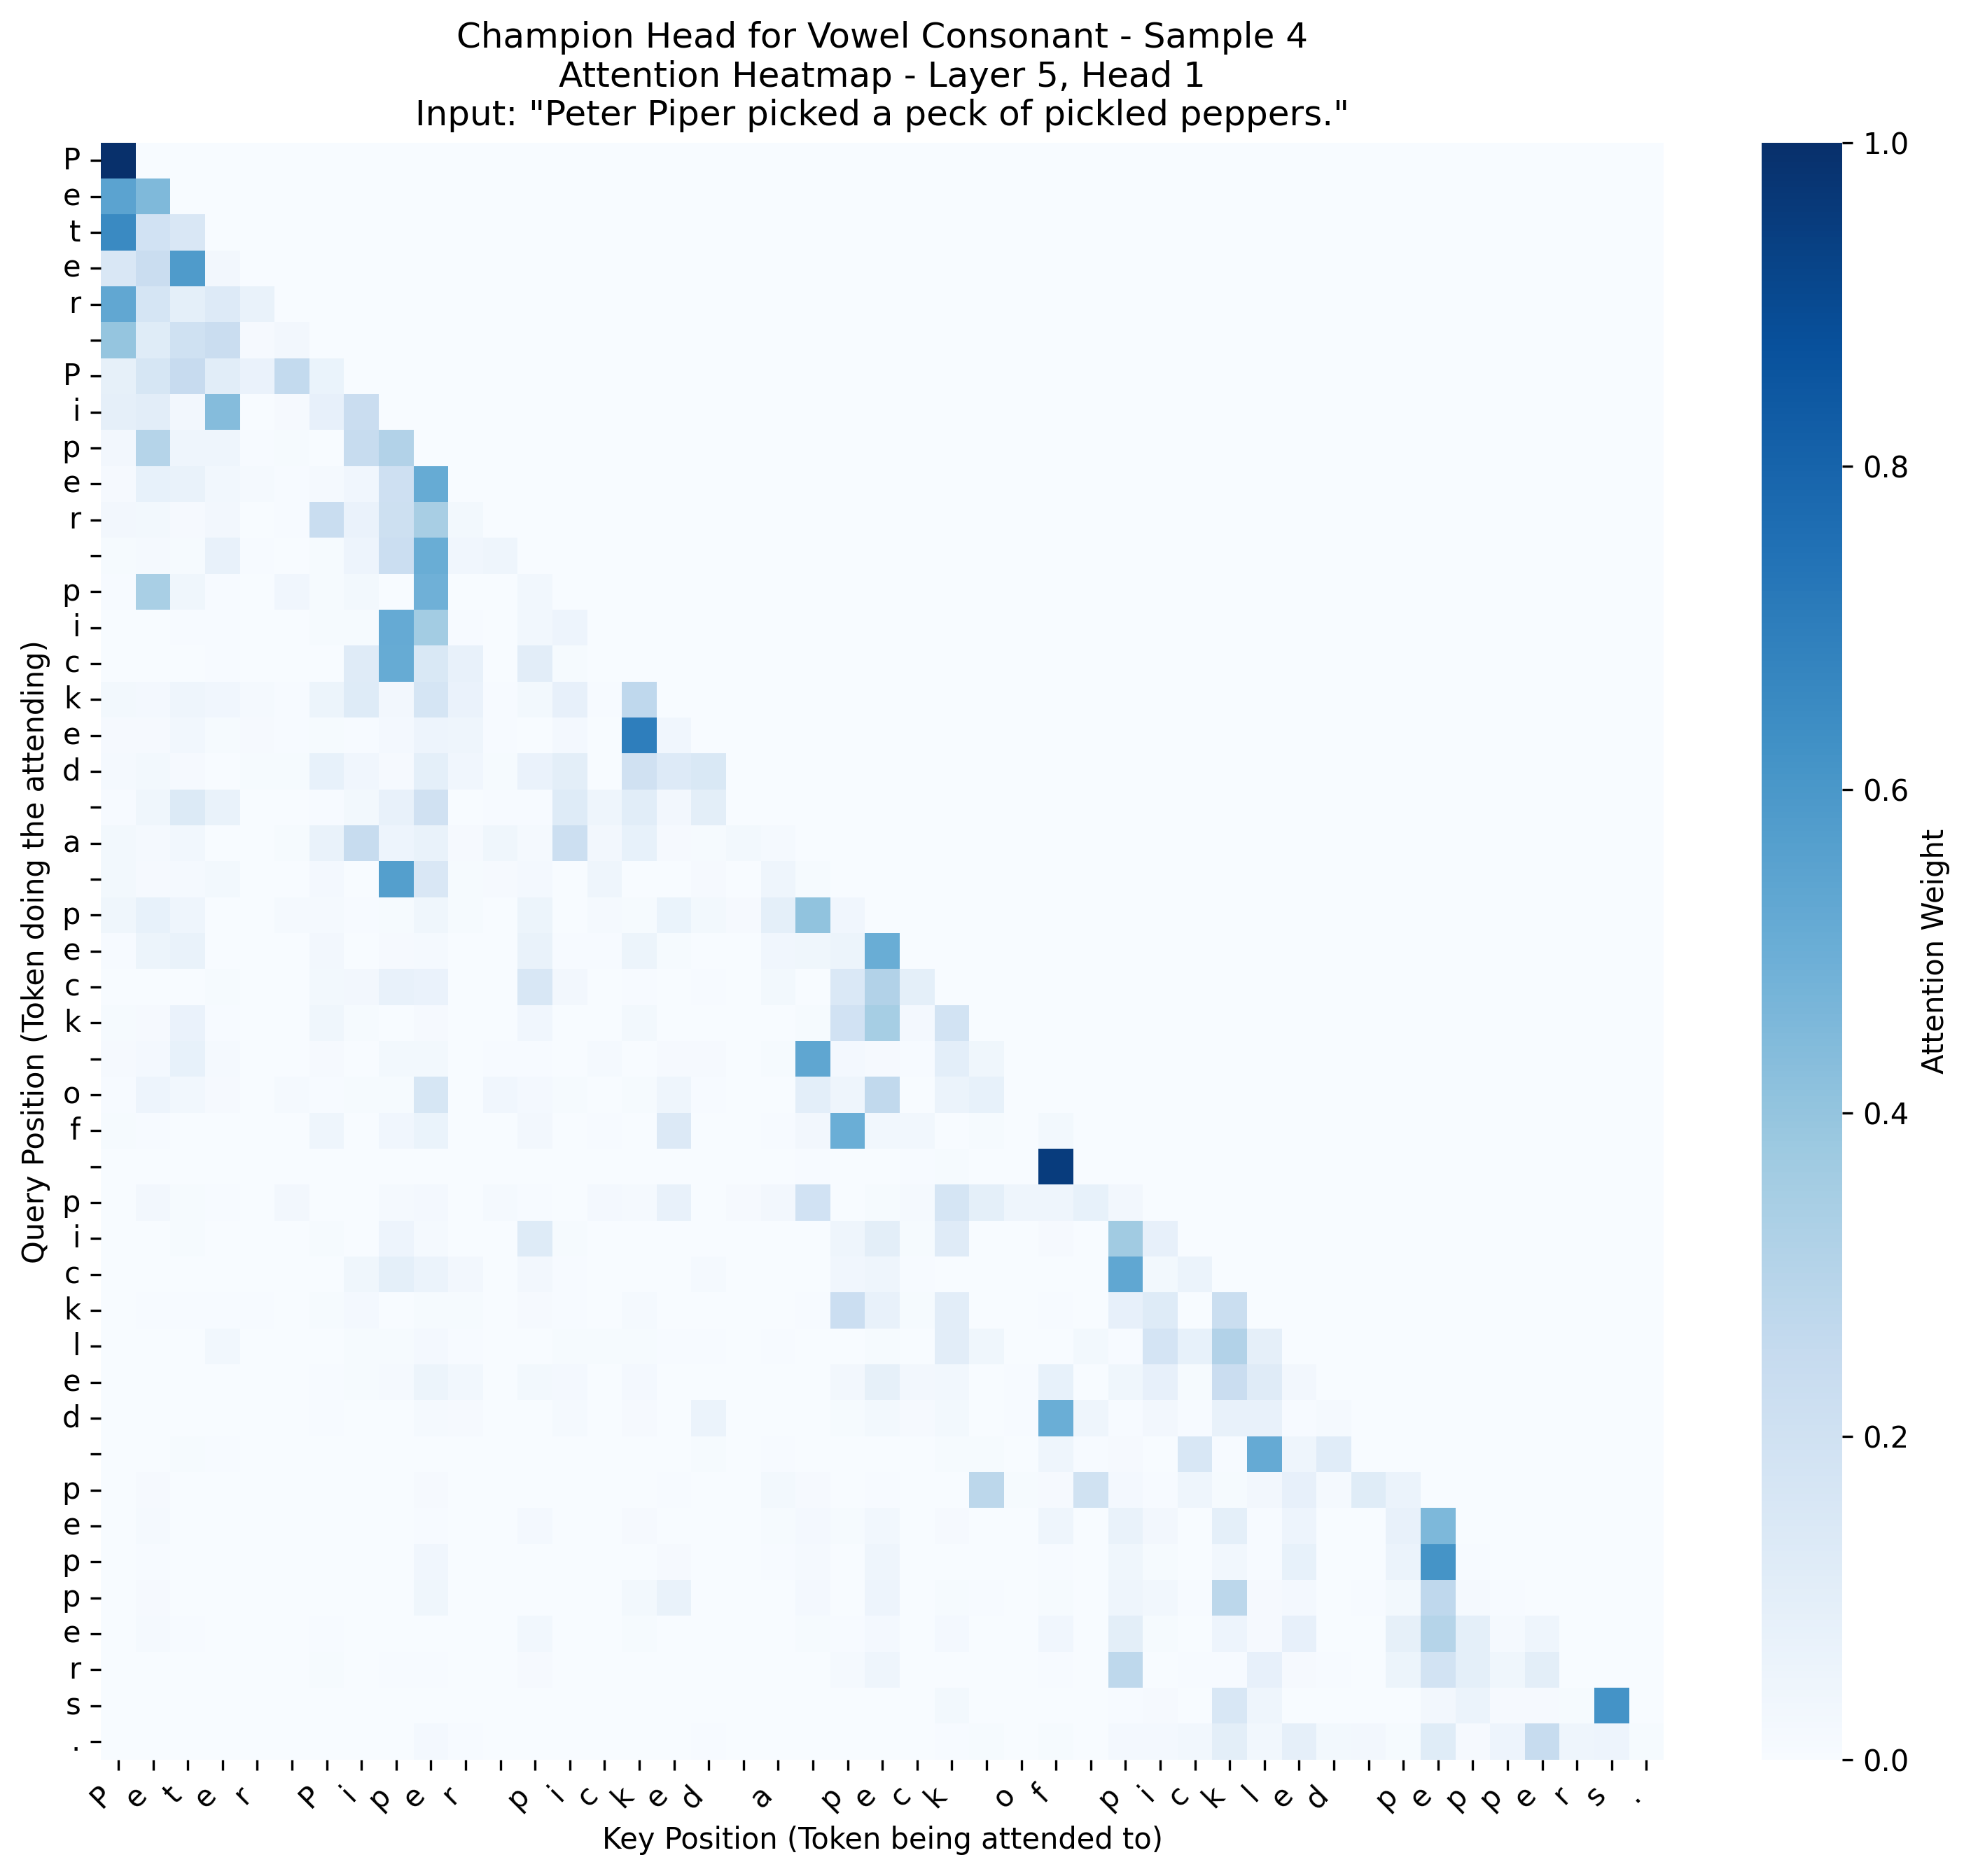 Champion Head for Vowel Consonant - Sample 4
Attention Heatmap - Layer 5, Head 1
Input: "Peter Piper picked a peck of pickled peppers."
Query Position (Token doing the attending)
P
e
t
e
r
P
i
p
e
r
p
i
c
k
e
d
a
p
e
c
k
o
f
p
i
c
k
l
e
d
p
e
p
p
e
r
s
.
P e t e r P i p e r p i c k e d a p e c k o f p i c k l e d p e p p e r s .
Key Position (Token being attended to)
1.0
0.8
0.6
0.4
0.2
0.0
Attention Weight